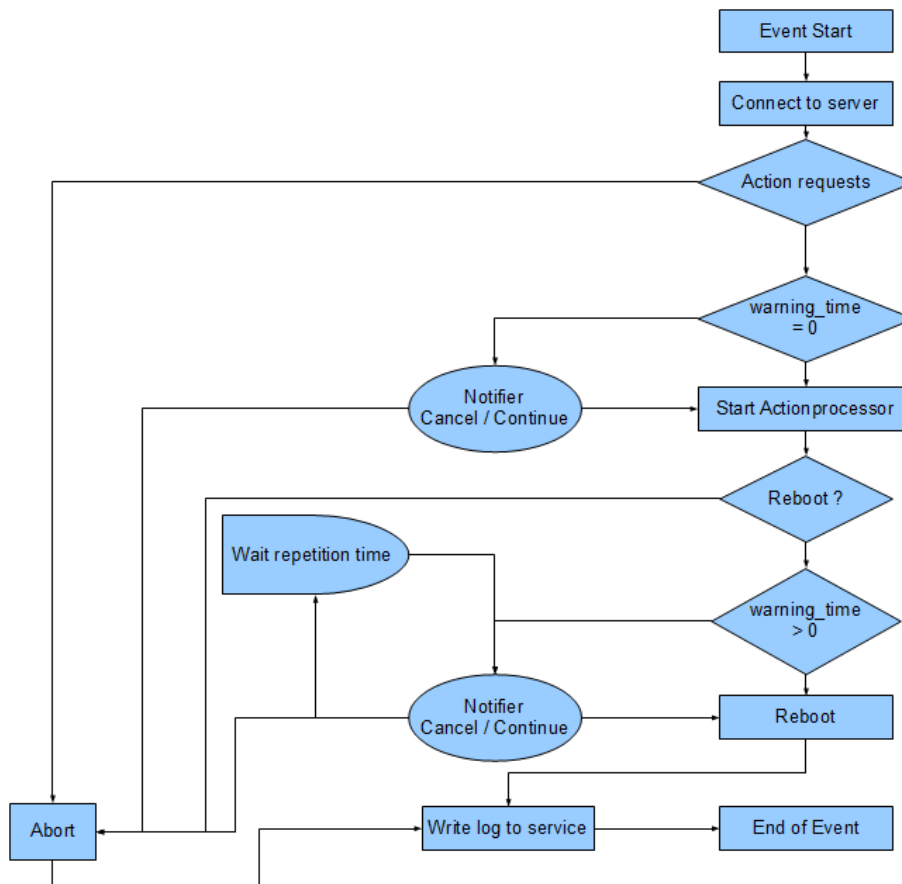 Event Start
Connect to server
Action requests
warning_time
= 0
Notifier
Cancel / Continue
Start Actionprocessor
Reboot ?
Wait repetition time
warning_time
> 0
Notifier
Cancel / Continue
Reboot
Abort
Write log to service
End of Event